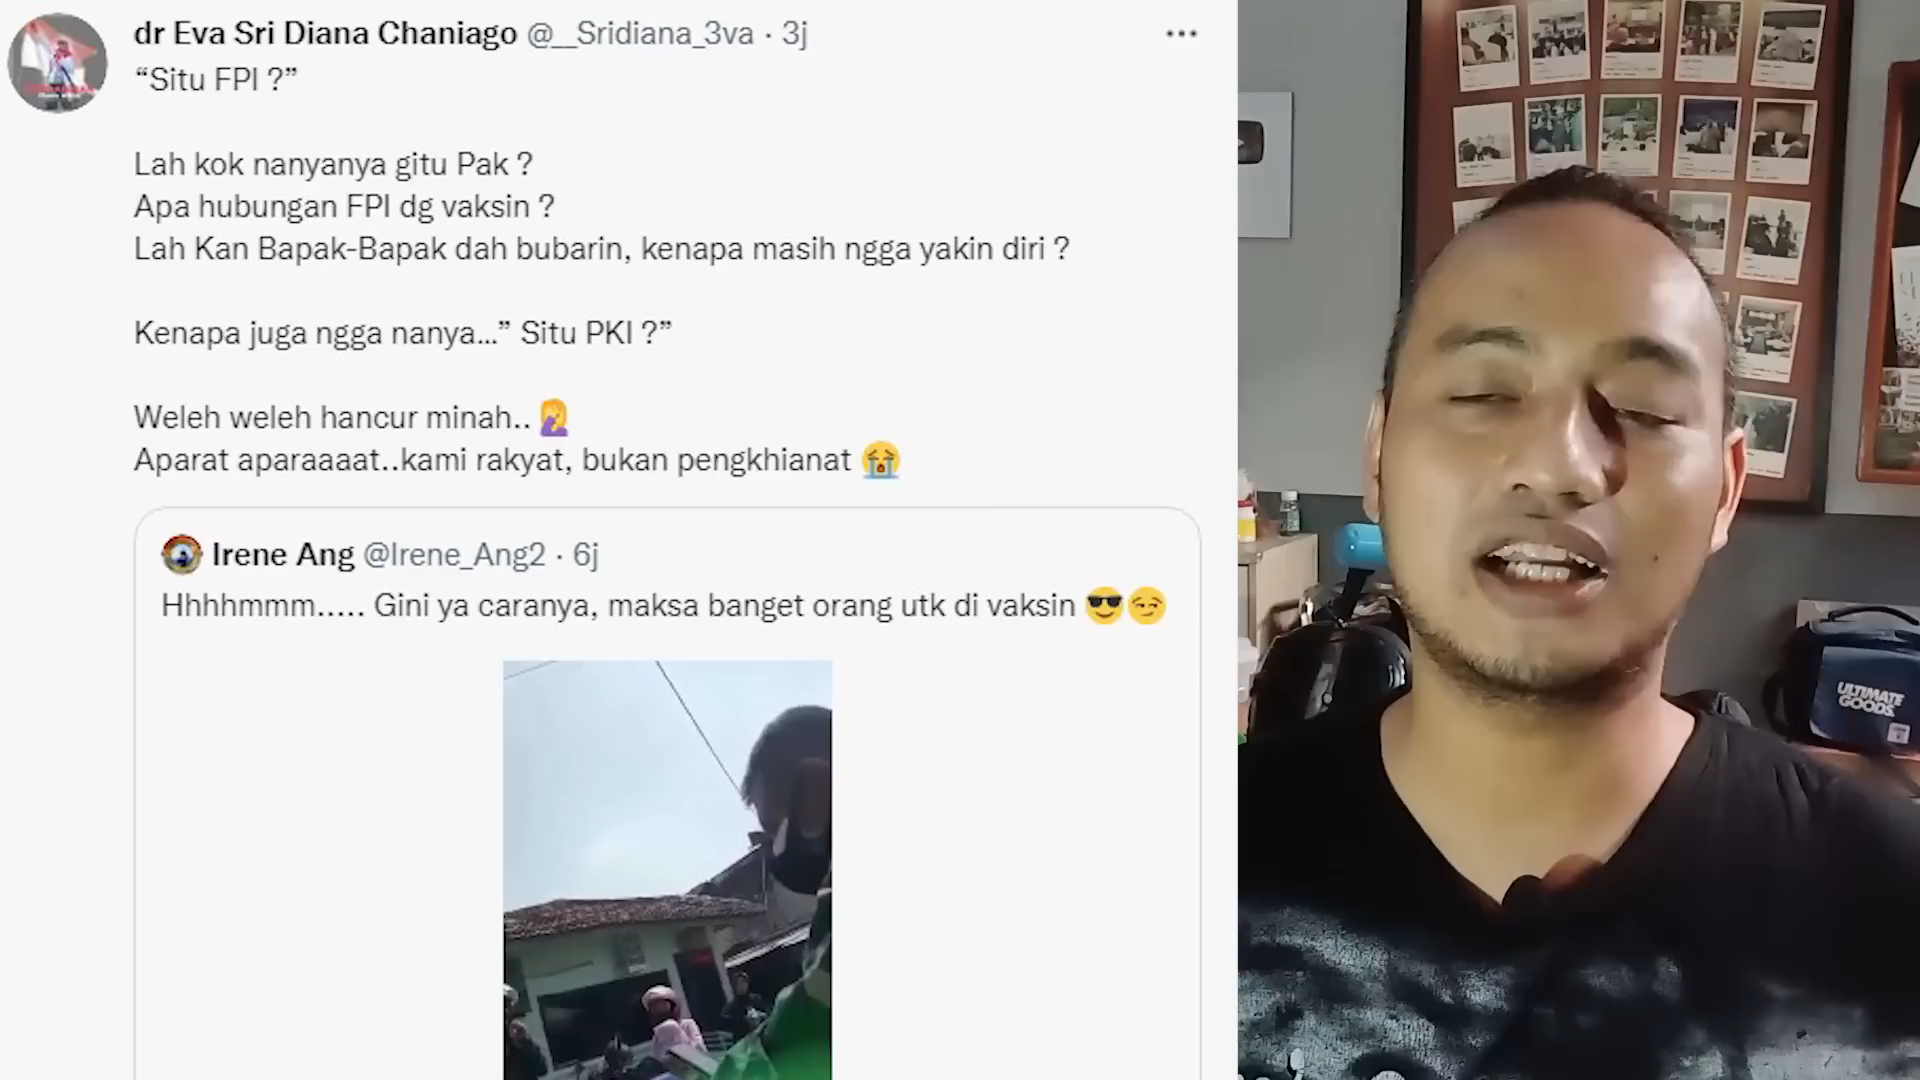 dr Eva Sri Diana Chaniago @__Sridiana_3va · 3j
“Situ FPI ?”
Lah kok nanyanya gitu Pak ?
Apa hubungan FPI dg vaksin ?
Lah Kan Bapak-Bapak dah bubarin, kenapa masih ngga yakin diri ?
Kenapa juga ngga nanya...” Situ PKI ?”
Weleh weleh hancur minah.. 🤦
Aparat aparaaaat..kami rakyat, bukan pengkhianat 😭
Irene Ang @Irene_Ang2 · 6j
Hhhhmmm..... Gini ya caranya, maksa banget orang utk di vaksin 😎😏
ULTIMATE
GOODS.